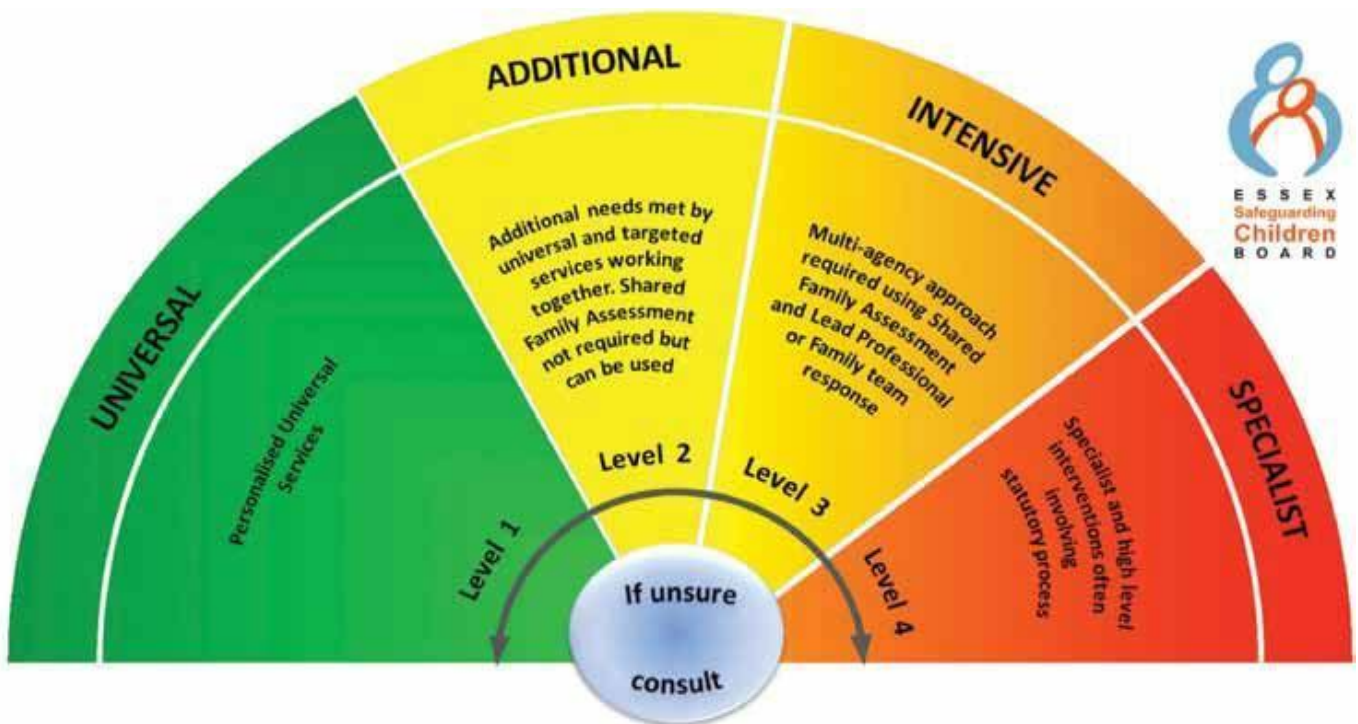 UNIVERSAL
Personalised Universal
Services
Level 1
ADDITIONAL
Additional needs met by
universal and targeted
services working
together. Shared
Family Assessment
not required but
can be used
Level 2
INTENSIVE
Multi-agency approach
required using Shared
Family Assessment
and Lead Professional
or Family team
response
Level 3
SPECIALIST
Specialist and high level
interventions often
involving
statutory process
Level 4
If unsure
consult
ESSEX
Safeguarding
Children
BOARD